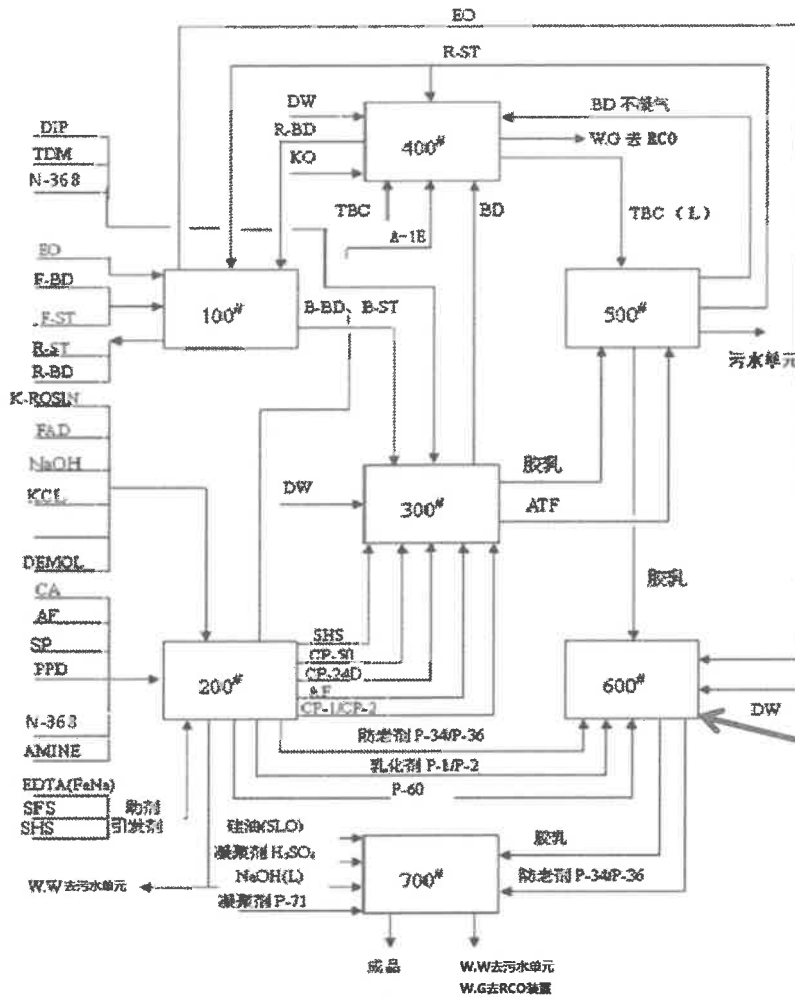 EO
R-ST
DW
BD 不凝气
R-BD
400#
W.G 去 RCO
KO
TBC
BD
TBC（L）
A-1E
DIP
TDM
N-368
EO
F-BD
F-ST
R-ST
R-BD
100#
B-BD、B-ST
500#
污水单元
K-ROSIN
FAD
NaOH
KCL
DEMOL
DW
300#
胶乳
ATF
胶乳
CA
AF
SP
PPD
N-368
AMINE
200#
SHS
CP-50
CP-24D
AF
CP-1/CP-2
600#
DW
防老剂 P-34/P-36
乳化剂 P-1/P-2
P-60
EDTA(FeNa)
SFS
SHS
助剂
引发剂
硅油(SLO)
凝聚剂 H₂SO₄
NaOH(L)
凝聚剂 P-71
700#
胶乳
防老剂 P-34/P-36
W.W去污水单元
成品
W.W去污水单元
W.G去RCO装置